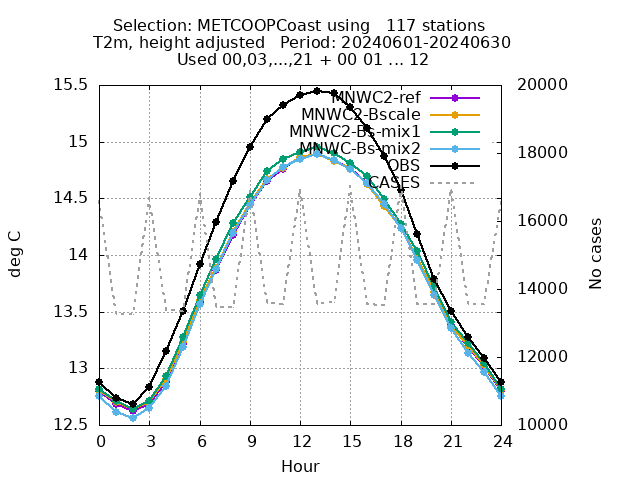 Selection: METCOOPCoast using   117 stations
T2m, height adjusted   Period: 20240601-20240630
Used 00,03,...,21 + 00 01 ... 12
15.5
15
14.5
14
13.5
13
12.5
20000
18000
16000
14000
12000
10000
0
3
6
9
12
15
18
21
24
deg C
No cases
Hour
MNWC2-ref
MNWC2-Bscale
MNWC2-Bs-mix1
MNWC-Bs-mix2
OBS
CASES